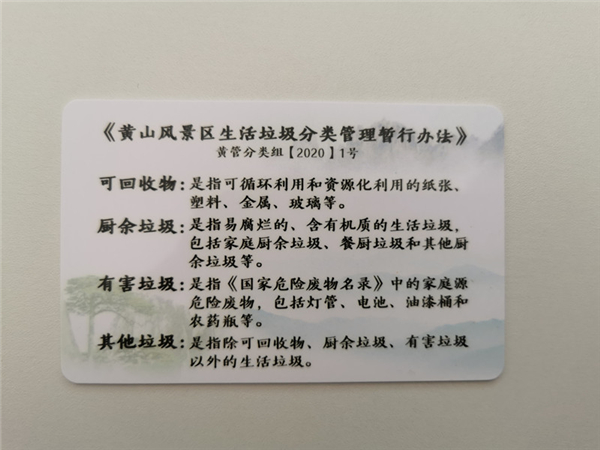 《黄山风景区生活垃圾分类管理暂行办法》
黄管分类组【2020】1号
可回收物：是指可循环利用和资源化利用的纸张、
塑料、金属、玻璃等。
厨余垃圾：是指易腐烂的、含有机质的生活垃圾，
包括家庭厨余垃圾、餐厨垃圾和其他厨
余垃圾等。
有害垃圾：是指《国家危险废物名录》中的家庭源
危险废物，包括灯管、电池、油漆桶和
农药瓶等。
其他垃圾：是指除可回收物、厨余垃圾、有害垃圾
以外的生活垃圾。